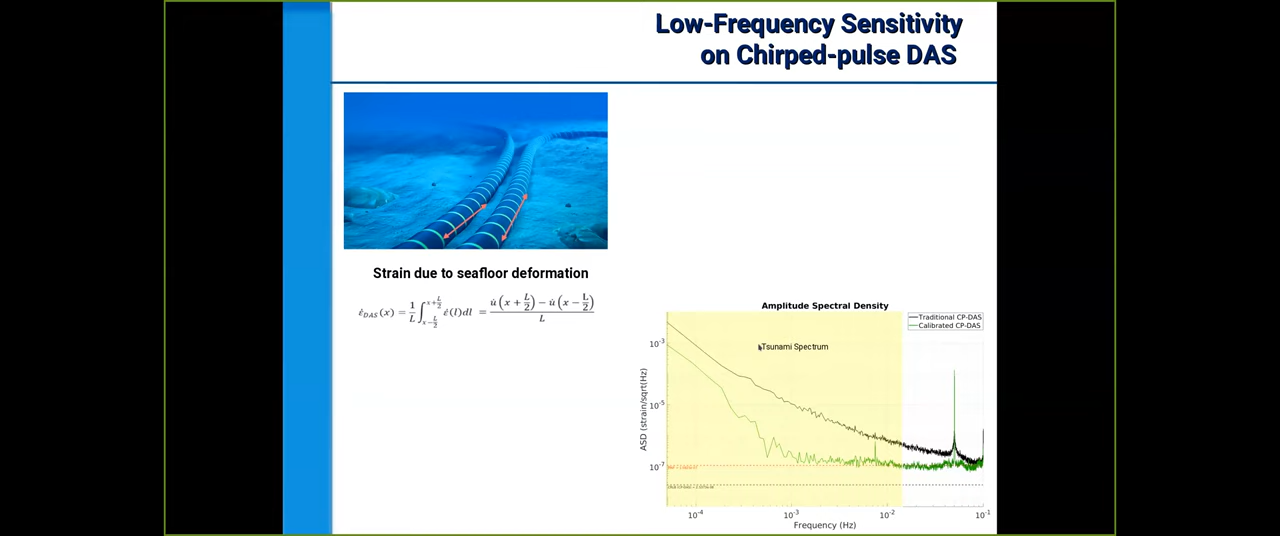 Low-Frequency Sensitivity
on Chirped-pulse DAS
Strain due to seafloor deformation
ε̇_DAS(x) = 1/L ∫_{x-L/2}^{x+L/2} ε̇(l)dl = (u̇(x + L/2) − u̇(x − L/2))/L
Amplitude Spectral Density
Traditional CP-DAS
Calibrated CP-DAS
Tsunami Spectrum
ASD (strain/sqrt(Hz)
10^-3
10^-5
10^-7
10^-4
10^-3
10^-2
10^-1
Frequency (Hz)